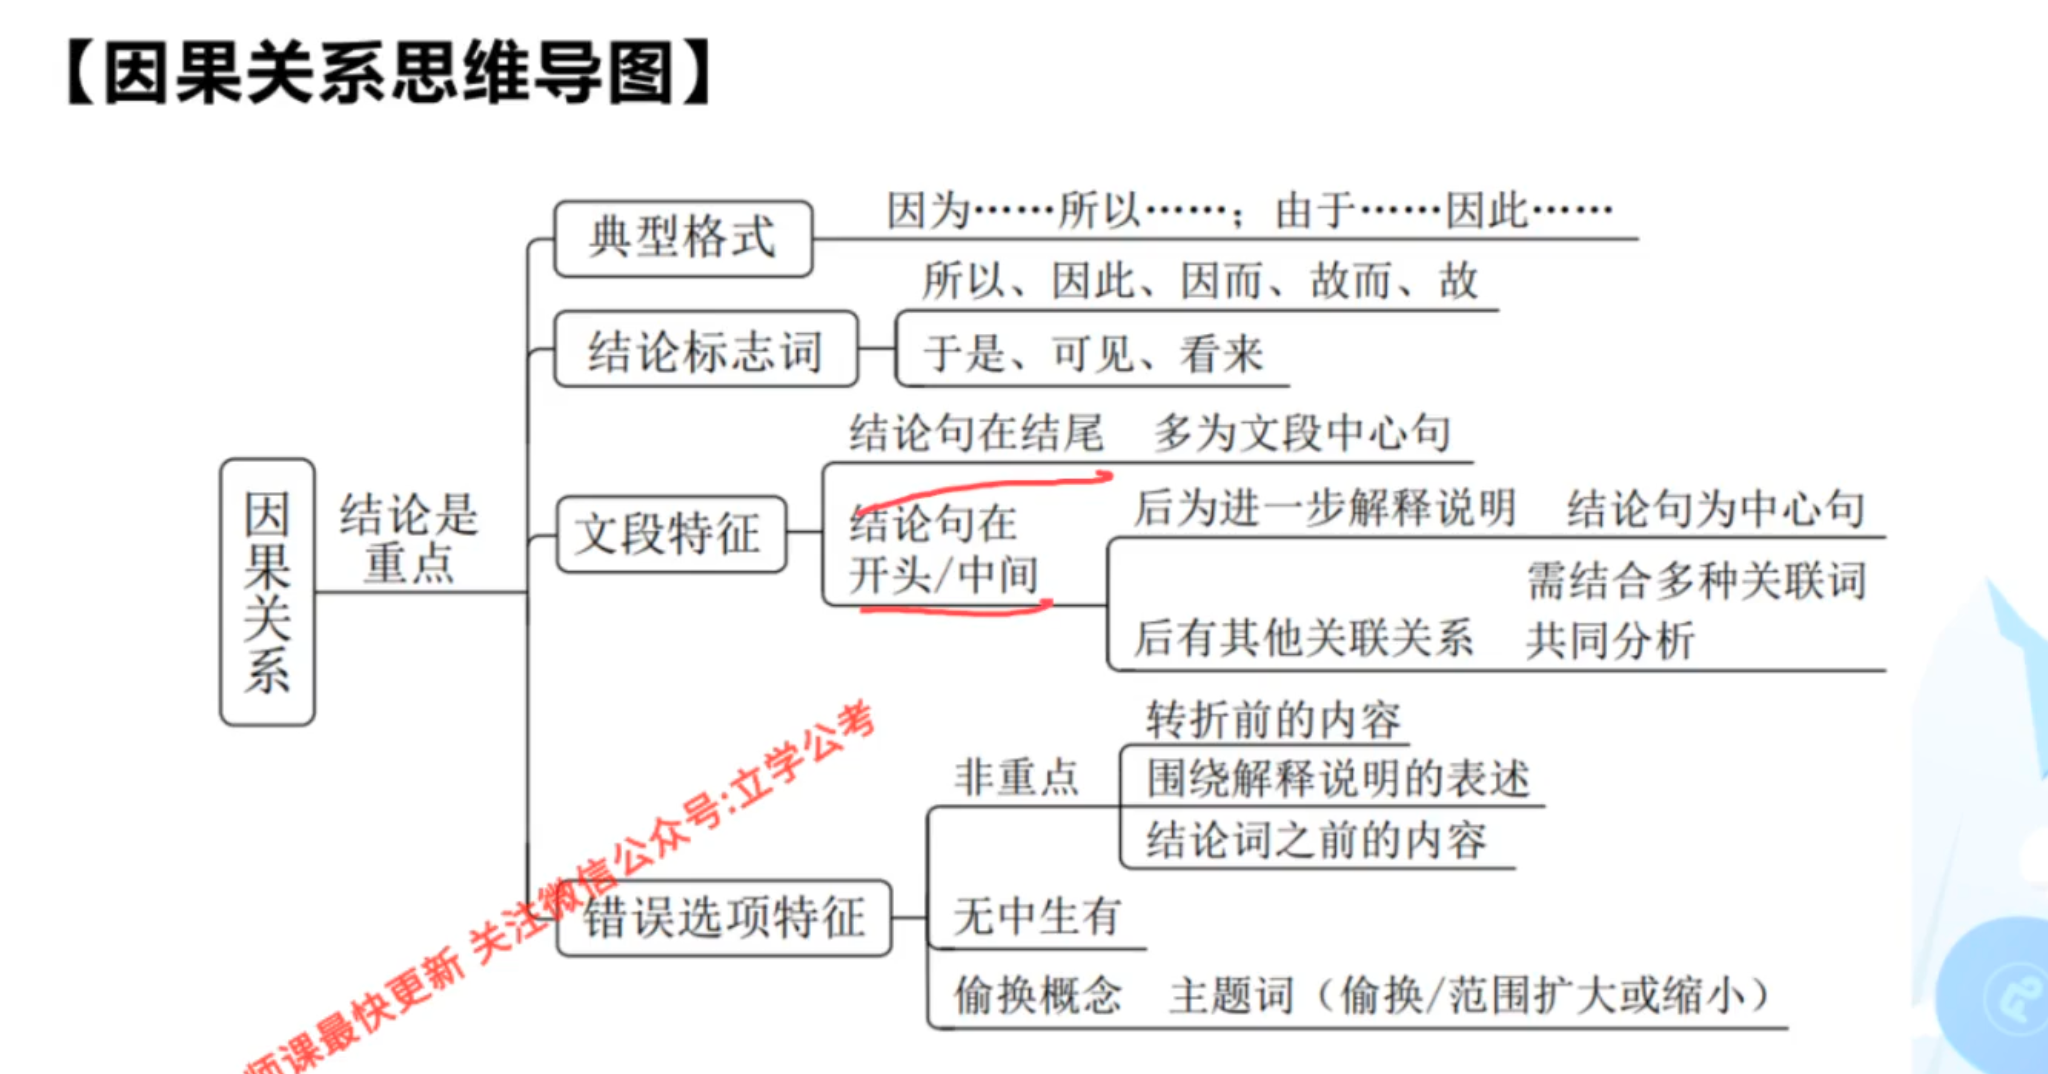 【因果关系思维导图】
因为……所以……；由于……因此……
典型格式
所以、因此、因而、故而、故
结论标志词
于是、可见、看来
结论句在结尾 多为文段中心句
因果关系
结论是
重点
文段特征
结论句在
开头/中间
后为进一步解释说明 结论句为中心句
需结合多种关联词
后有其他关联关系 共同分析
转折前的内容
非重点
围绕解释说明的表述
结论词之前的内容
错误选项特征
无中生有
偷换概念 主题词（偷换/范围扩大或缩小）
师课最快更新 关注微信公众号:立学公考